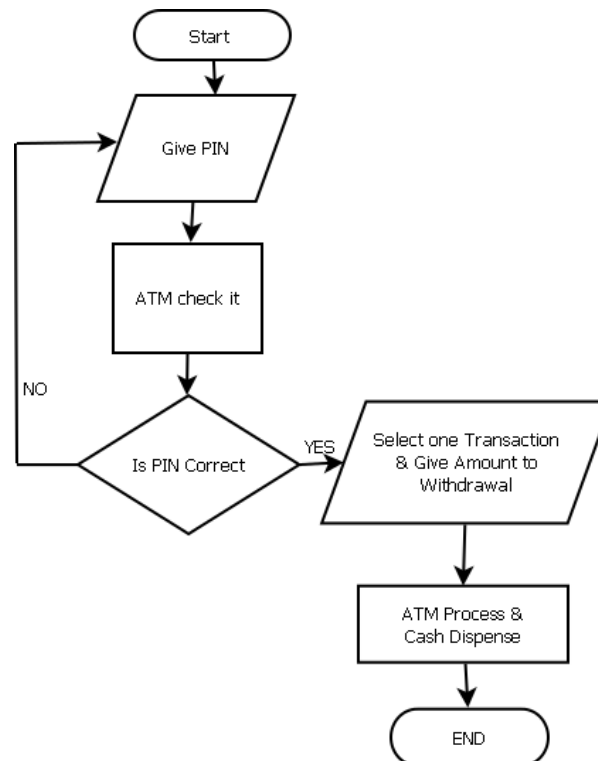 Start
Give PIN
ATM check it
NO
Is PIN Correct
YES
Select one Transaction
& Give Amount to
Withdrawal
ATM Process &
Cash Dispense
END